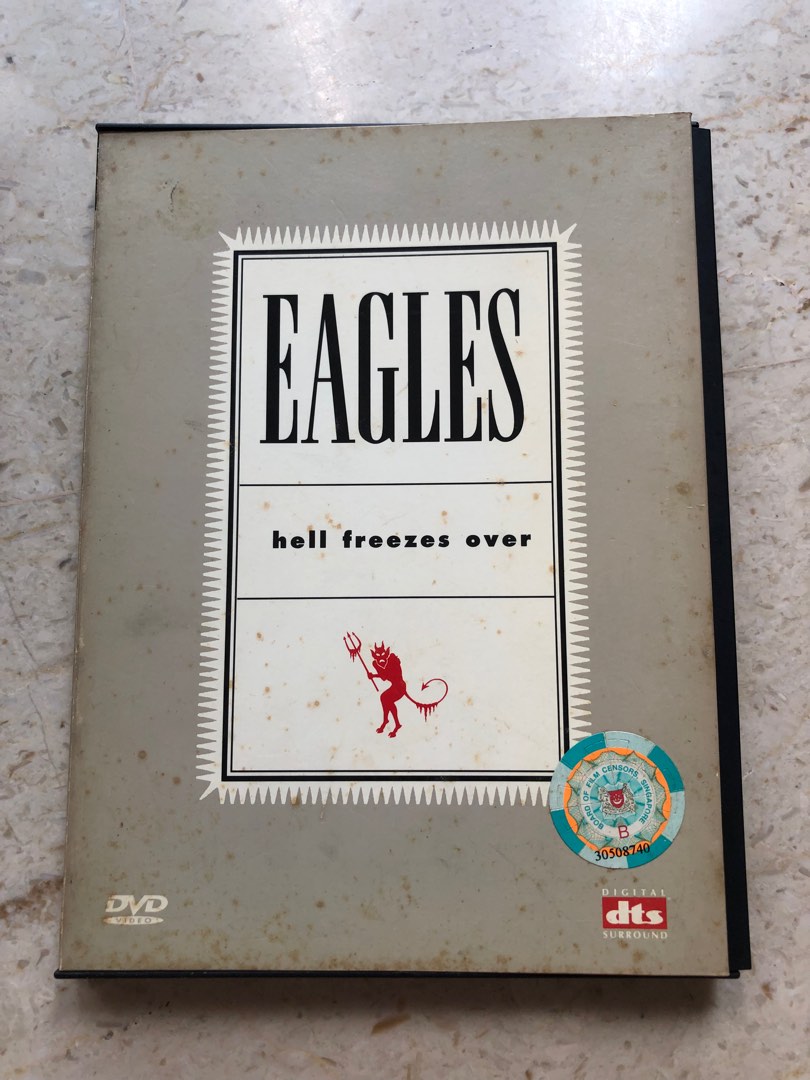 EAGLES
hell freezes over
BOARD OF FILM CENSORS, SINGAPORE
B
30508740
DVD
VIDEO
DIGITAL
dts
SURROUND